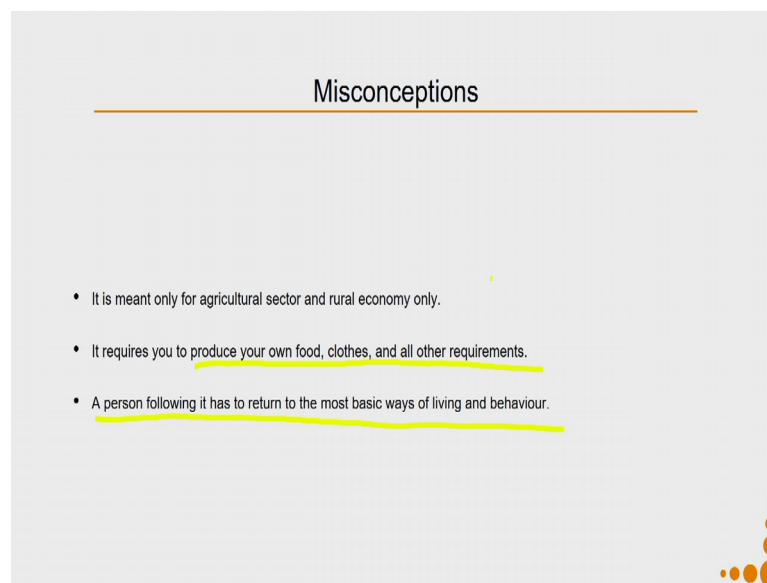 Misconceptions
• It is meant only for agricultural sector and rural economy only.
• It requires you to produce your own food, clothes, and all other requirements.
• A person following it has to return to the most basic ways of living and behaviour.